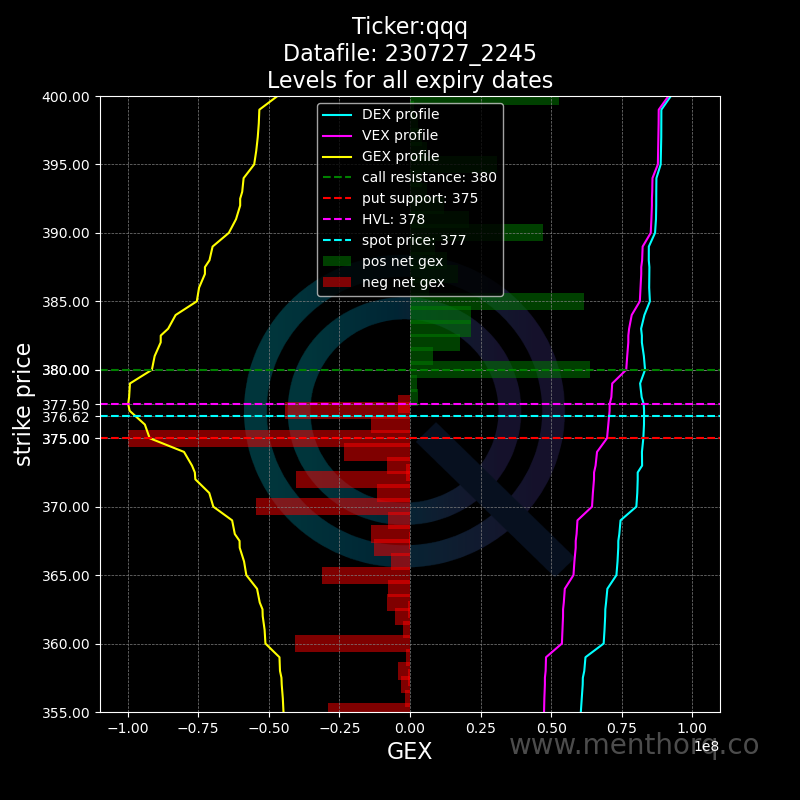 Ticker:qqq
Datafile: 230727_2245
Levels for all expiry dates
DEX profile
VEX profile
GEX profile
call resistance: 380
put support: 375
HVL: 378
spot price: 377
pos net gex
neg net gex
strike price
400.00
395.00
390.00
385.00
380.00
377.50
376.62
375.00
370.00
365.00
360.00
355.00
−1.00 −0.75 −0.50 −0.25 0.00 0.25 0.50 0.75 1.00
1e8
GEX
www.menthorq.co